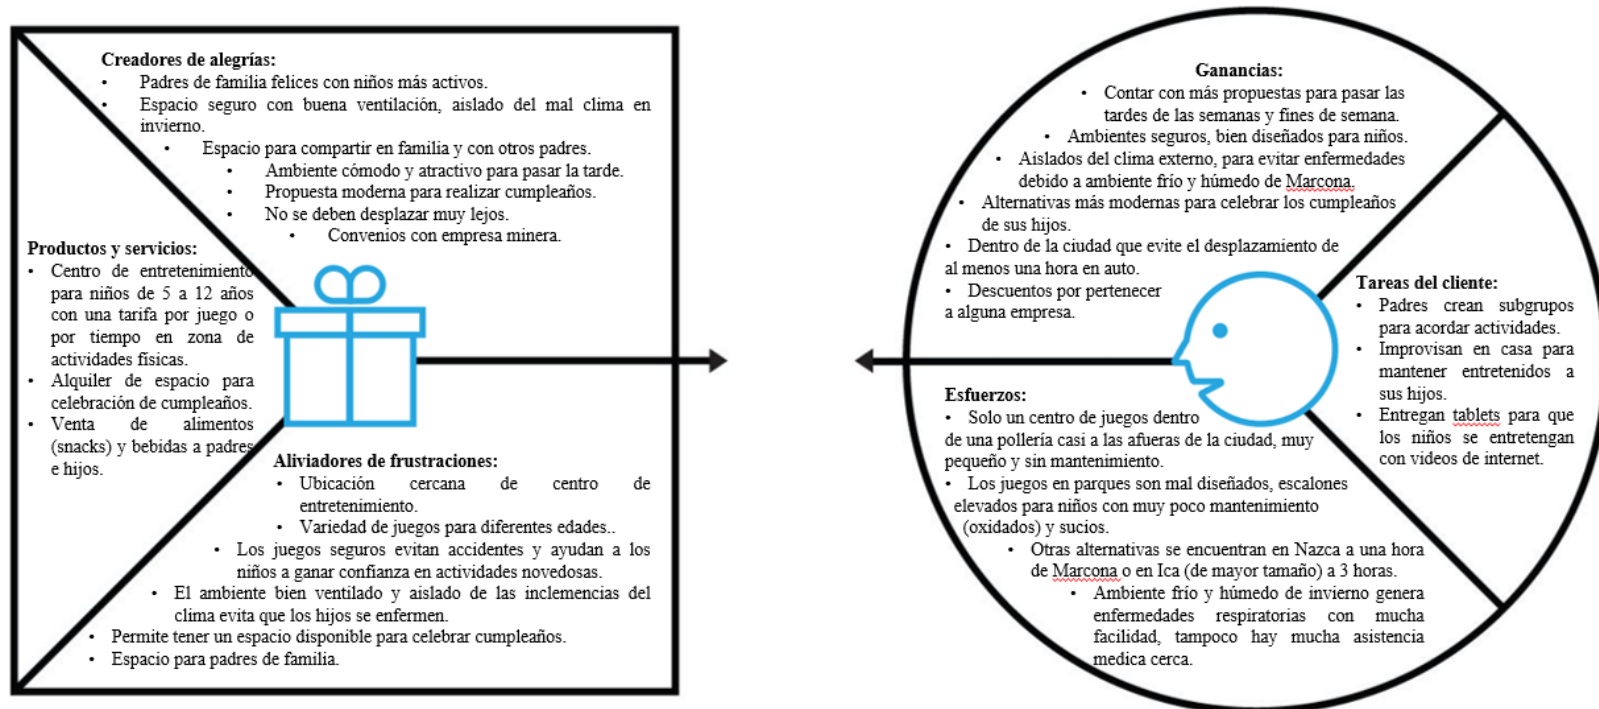 Creadores de alegrías:
• Padres de familia felices con niños más activos.
• Espacio seguro con buena ventilación, aislado del mal clima en
invierno.
• Espacio para compartir en familia y con otros padres.
• Ambiente cómodo y atractivo para pasar la tarde.
• Propuesta moderna para realizar cumpleaños.
• No se deben desplazar muy lejos.
• Convenios con empresa minera.
Productos y servicios:
• Centro de entretenimiento
para niños de 5 a 12 años
con una tarifa por juego o
por tiempo en zona de
actividades físicas.
• Alquiler de espacio para
celebración de cumpleaños.
• Venta de alimentos
(snacks) y bebidas a padres
e hijos.
Aliviadores de frustraciones:
• Ubicación cercana de centro de
entretenimiento.
• Variedad de juegos para diferentes edades..
• Los juegos seguros evitan accidentes y ayudan a los
niños a ganar confianza en actividades novedosas.
• El ambiente bien ventilado y aislado de las inclemencias del
clima evita que los hijos se enfermen.
• Permite tener un espacio disponible para celebrar cumpleaños.
• Espacio para padres de familia.
Ganancias:
• Contar con más propuestas para pasar las
tardes de las semanas y fines de semana.
• Ambientes seguros, bien diseñados para niños.
• Aislados del clima externo, para evitar enfermedades
debido a ambiente frío y húmedo de Marcona.
• Alternativas más modernas para celebrar los cumpleaños
de sus hijos.
• Dentro de la ciudad que evite el desplazamiento de
al menos una hora en auto.
• Descuentos por pertenecer
a alguna empresa.
Tareas del cliente:
• Padres crean subgrupos
para acordar actividades.
• Improvisan en casa para
mantener entretenidos a
sus hijos.
• Entregan tablets para que
los niños se entretengan
con videos de internet.
Esfuerzos:
• Solo un centro de juegos dentro
de una pollería casi a las afueras de la ciudad, muy
pequeño y sin mantenimiento.
• Los juegos en parques son mal diseñados, escalones
elevados para niños con muy poco mantenimiento
(oxidados) y sucios.
• Otras alternativas se encuentran en Nazca a una hora
de Marcona o en Ica (de mayor tamaño) a 3 horas.
• Ambiente frío y húmedo de invierno genera
enfermedades respiratorias con mucha
facilidad, tampoco hay mucha asistencia
medica cerca.